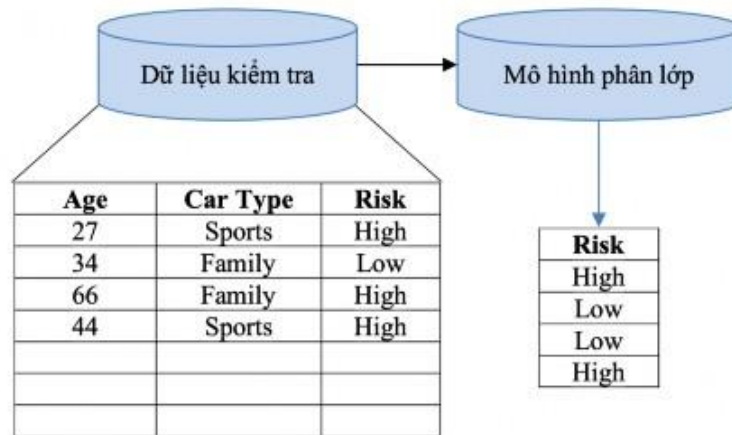 Dữ liệu kiểm tra
Mô hình phân lớp
Age Car Type Risk
27 Sports High
34 Family Low
66 Family High
44 Sports High
Risk
High
Low
Low
High